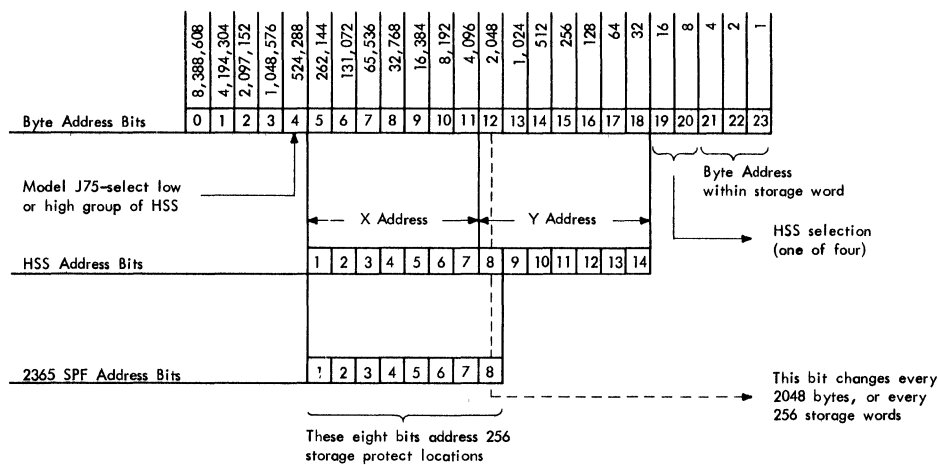 8,388,608 4,194,304 2,097,152 1,048,576 524,288 262,144 131,072 65,536 32,768 16,384 8,192 4,096 2,048 1,024 512 256 128 64 32 16 8 4 2 1
Byte Address Bits 0 1 2 3 4 5 6 7 8 9 10 11 12 13 14 15 16 17 18 19 20 21 22 23
Model J75-select low
or high group of HSS
Byte Address
within storage word
X Address Y Address
HSS selection
(one of four)
HSS Address Bits 1 2 3 4 5 6 7 8 9 10 11 12 13 14
2365 SPF Address Bits 1 2 3 4 5 6 7 8
This bit changes every
2048 bytes, or every
256 storage words
These eight bits address 256
storage protect locations